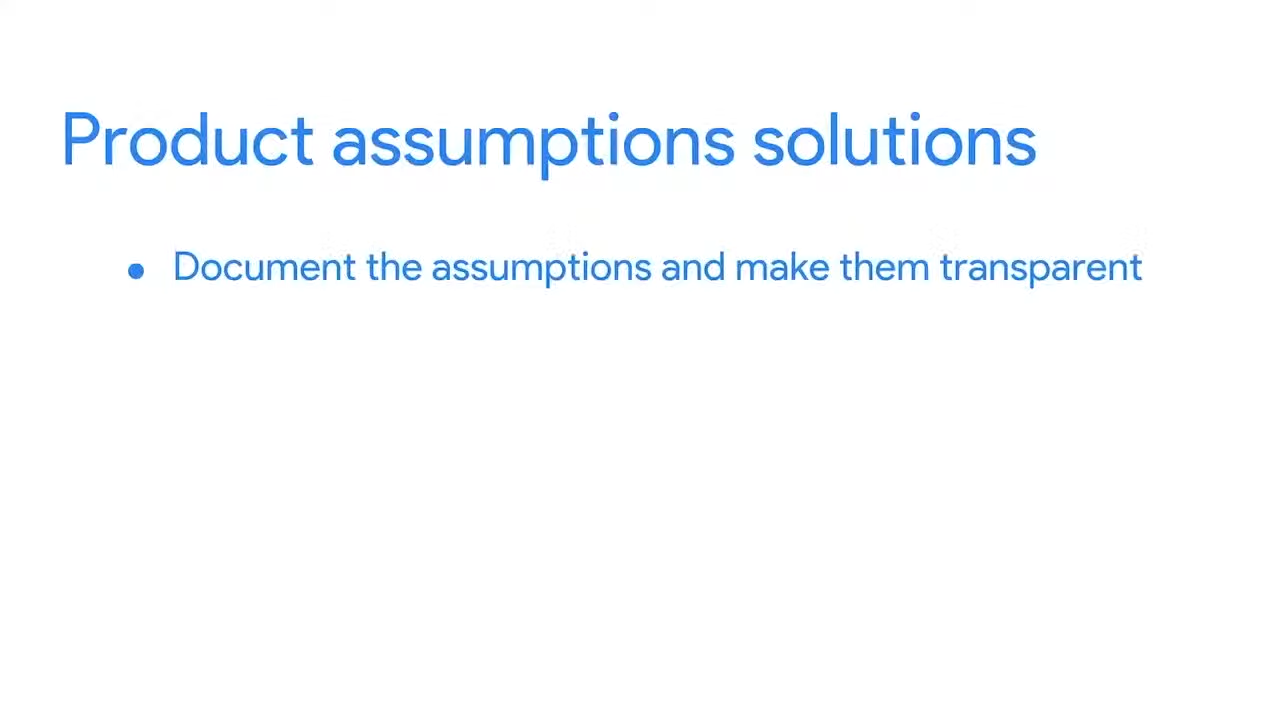 Product assumptions solutions
• Document the assumptions and make them transparent